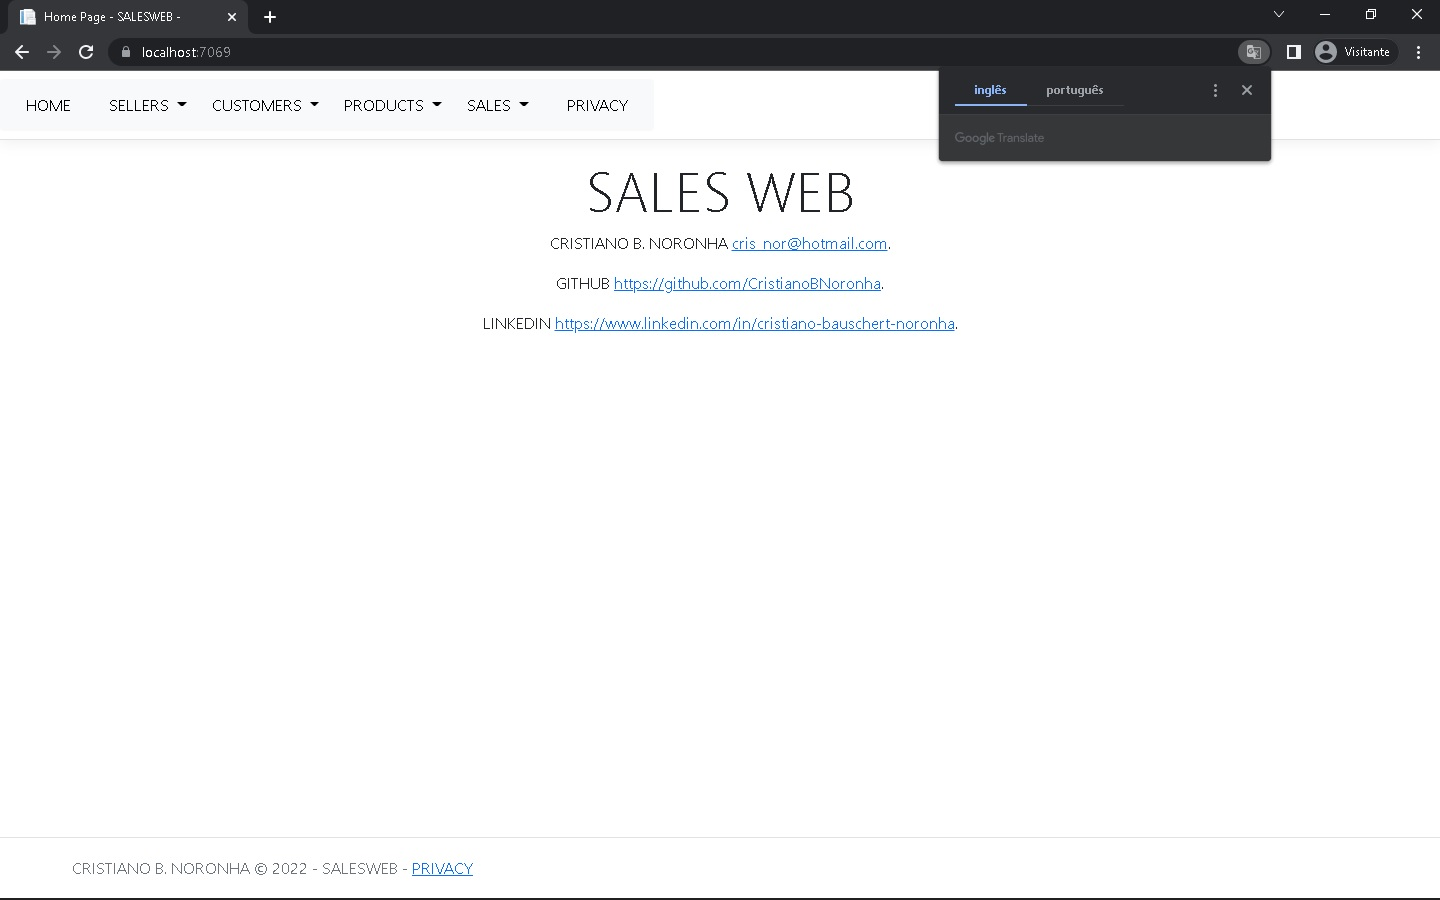 Home Page - SALESWEB -
localhost:7069
Visitante
inglês português
Google Translate
HOME SELLERS CUSTOMERS PRODUCTS SALES PRIVACY
SALES WEB
CRISTIANO B. NORONHA cris_nor@hotmail.com.
GITHUB https://github.com/CristianoBNoronha.
LINKEDIN https://www.linkedin.com/in/cristiano-bauschert-noronha.
CRISTIANO B. NORONHA © 2022 - SALESWEB - PRIVACY